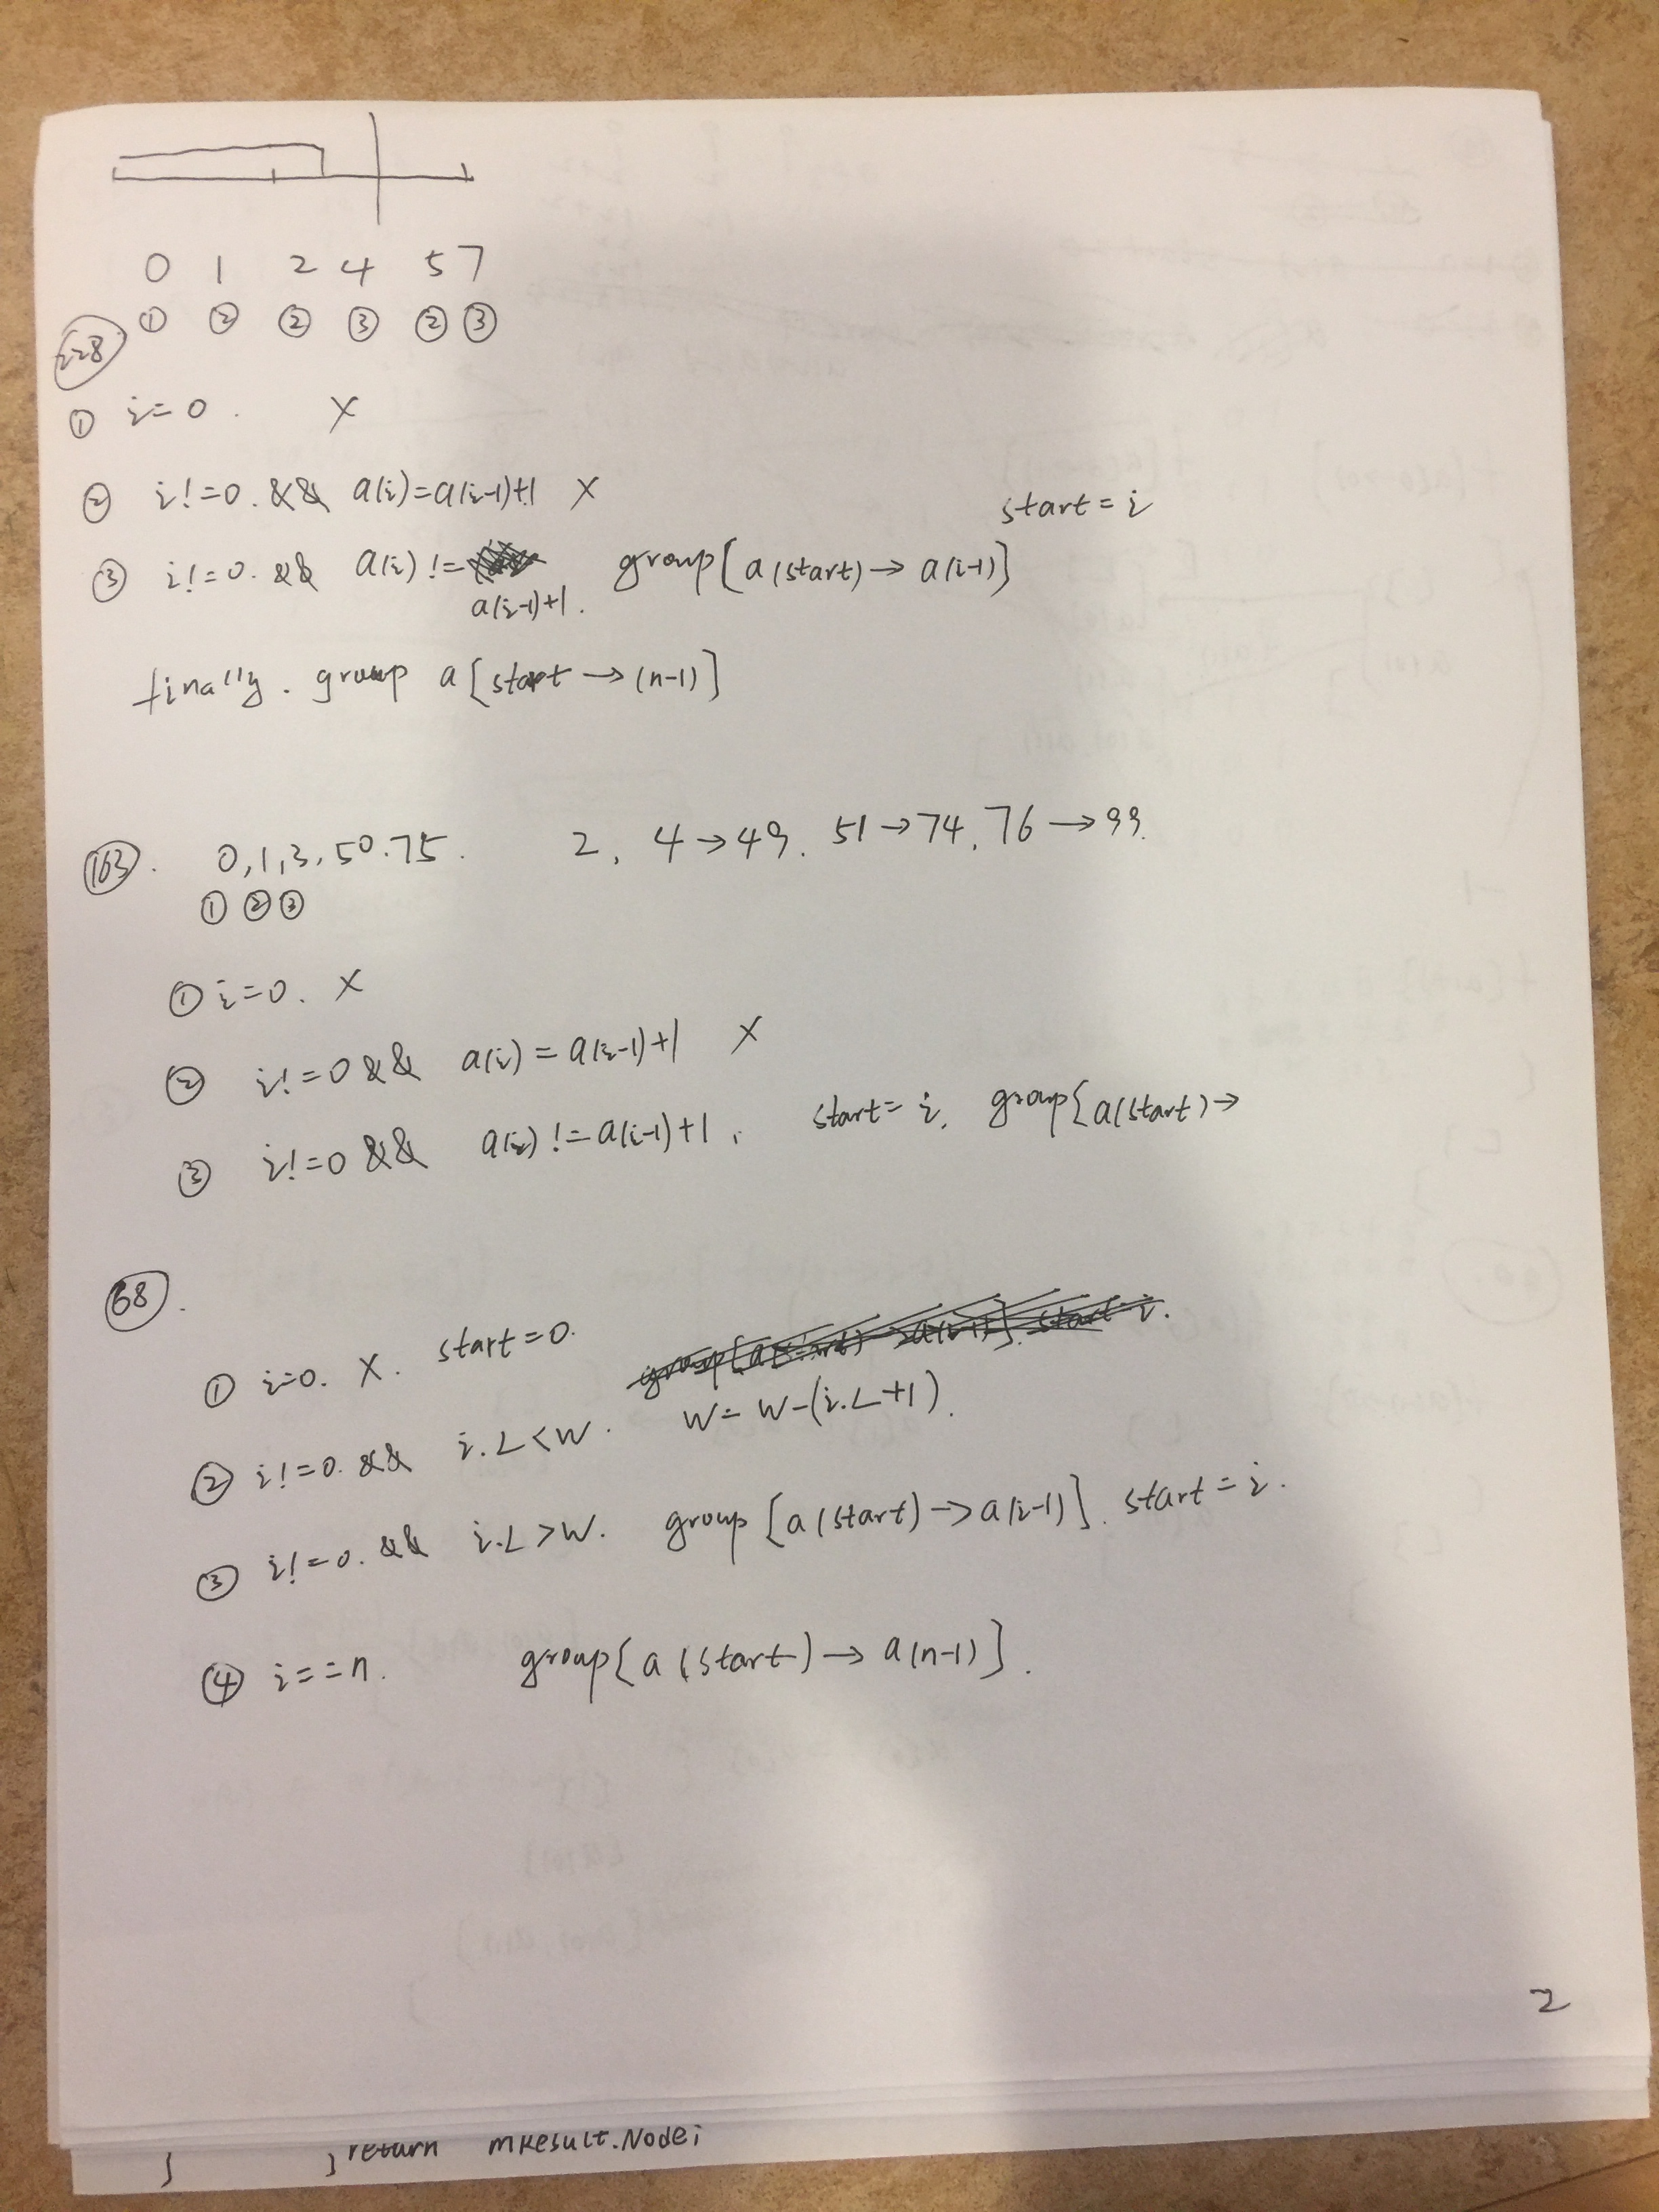 0 1 2 4 5 7
① ② ② ③ ② ③
228
① i=0. X
② i!=0. && a(i)=a(i-1)+1 X
start=i
③ i!=0. && a(i)!= group[a(start)→a(i-1)]
a(i-1)+1.
finally. group a[start→(n-1)]
163. 0,1,3,50.75. 2, 4→49. 51→74, 76→99.
① ② ③
① i=0. X
② i!=0 && a(i)=a(i-1)+1 X
③ i!=0 && a(i)!=a(i-1)+1, start=i, group[a(start)→
68.
① i=0. X. start=0.
group[a(start)→a(i-1)]. start=i.
② i!=0. && i.L<W. W=W-(i.L+1).
③ i!=0. && i.L>W. group[a(start)→a(i-1)]. start=i.
④ i==n. group[a(start)→a(n-1)].
2
} ; return mResult.Node;